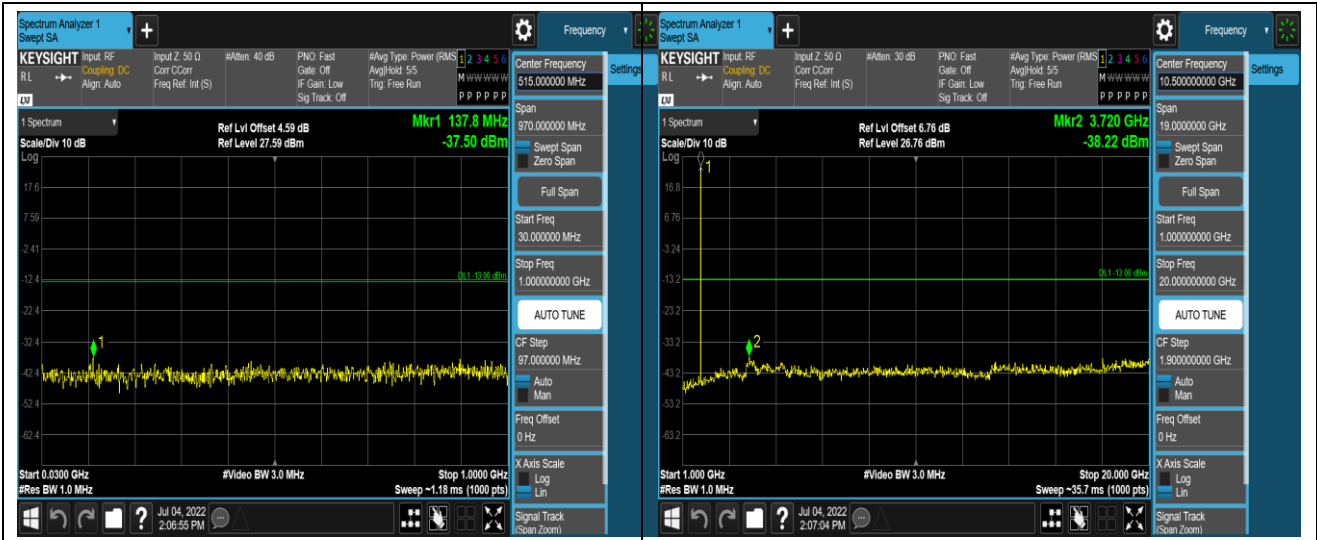 Spectrum Analyzer 1
Swept SA
+
Frequency
KEYSIGHT
RL
LXI
Input: RF
Coupling: DC
Align: Auto
Input Z: 50 Ω
Corr CCorr
Freq Ref: Int (S)
#Atten: 40 dB
PNO: Fast
Gate: Off
IF Gain: Low
Sig Track: Off
#Avg Type: Power (RMS
Avg|Hold: 5/5
Trig: Free Run
1 2 3 4 5 6
M W W W W W
P P P P P P
1 Spectrum
Scale/Div 10 dB
Log
Ref Lvl Offset 4.59 dB
Ref Level 27.59 dBm
Mkr1 137.8 MHz
-37.50 dBm
17.6
7.59
-2.41
-12.4
-22.4
-32.4
-42.4
-52.4
-62.4
DL1 -13.00 dBm
1
Start 0.0300 GHz
#Res BW 1.0 MHz
#Video BW 3.0 MHz
Stop 1.0000 GHz
Sweep ~1.18 ms (1000 pts)
Jul 04, 2022
2:06:55 PM
Center Frequency
515.000000 MHz
Settings
Span
970.000000 MHz
Swept Span
Zero Span
Full Span
Start Freq
30.000000 MHz
Stop Freq
1.000000000 GHz
AUTO TUNE
CF Step
97.000000 MHz
Auto
Man
Freq Offset
0 Hz
X Axis Scale
Log
Lin
Signal Track
(Span Zoom)
Spectrum Analyzer 1
Swept SA
+
Frequency
KEYSIGHT
RL
LXI
Input: RF
Coupling: DC
Align: Auto
Input Z: 50 Ω
Corr CCorr
Freq Ref: Int (S)
#Atten: 30 dB
PNO: Fast
Gate: Off
IF Gain: Low
Sig Track: Off
#Avg Type: Power (RMS
Avg|Hold: 5/5
Trig: Free Run
1 2 3 4 5 6
M W W W W W
P P P P P P
1 Spectrum
Scale/Div 10 dB
Log
Ref Lvl Offset 6.76 dB
Ref Level 26.76 dBm
Mkr2 3.720 GHz
-38.22 dBm
1
16.8
6.76
-3.24
-13.2
-23.2
-33.2
-43.2
-53.2
-63.2
DL1 -13.00 dBm
2
Start 1.000 GHz
#Res BW 1.0 MHz
#Video BW 3.0 MHz
Stop 20.000 GHz
Sweep ~35.7 ms (1000 pts)
Jul 04, 2022
2:07:04 PM
Center Frequency
10.500000000 GHz
Settings
Span
19.0000000 GHz
Swept Span
Zero Span
Full Span
Start Freq
1.000000000 GHz
Stop Freq
20.000000000 GHz
AUTO TUNE
CF Step
1.900000000 GHz
Auto
Man
Freq Offset
0 Hz
X Axis Scale
Log
Lin
Signal Track
(Span Zoom)